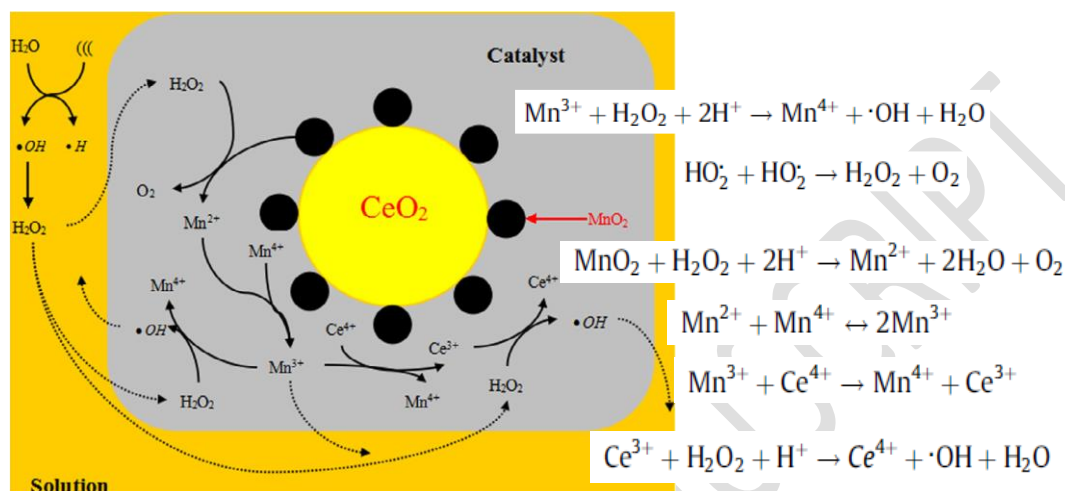 H₂O (((
Catalyst
H₂O₂
Mn³⁺ + H₂O₂ + 2H⁺ → Mn⁴⁺ + ·OH + H₂O
•OH •H
HO₂· + HO₂· → H₂O₂ + O₂
O₂
CeO₂
H₂O₂
Mn²⁺
MnO₂
Mn⁴⁺
MnO₂ + H₂O₂ + 2H⁺ → Mn²⁺ + 2H₂O + O₂
Mn⁴⁺
Ce⁴⁺
•OH
Ce⁴⁺
•OH
Mn²⁺ + Mn⁴⁺ ↔ 2Mn³⁺
Ce³⁺
Mn³⁺
Mn³⁺ + Ce⁴⁺ → Mn⁴⁺ + Ce³⁺
H₂O₂
H₂O₂
Mn⁴⁺
Ce³⁺ + H₂O₂ + H⁺ → Ce⁴⁺ + ·OH + H₂O
Solution